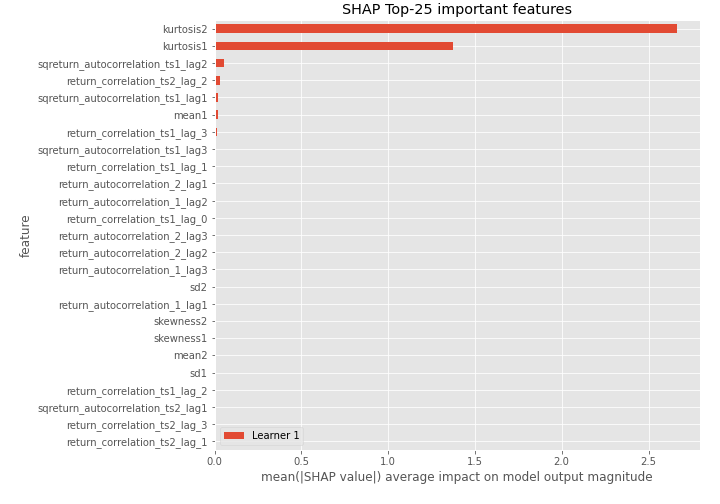 SHAP Top-25 important features
kurtosis2
kurtosis1
sqreturn_autocorrelation_ts1_lag2
return_correlation_ts2_lag_2
sqreturn_autocorrelation_ts1_lag1
mean1
return_correlation_ts1_lag_3
sqreturn_autocorrelation_ts1_lag3
return_correlation_ts1_lag_1
return_autocorrelation_2_lag1
return_autocorrelation_1_lag2
return_correlation_ts1_lag_0
return_autocorrelation_2_lag3
return_autocorrelation_2_lag2
return_autocorrelation_1_lag3
sd2
return_autocorrelation_1_lag1
skewness2
skewness1
mean2
sd1
return_correlation_ts1_lag_2
sqreturn_autocorrelation_ts2_lag1
return_correlation_ts2_lag_3
return_correlation_ts2_lag_1
feature
Learner 1
0.0 0.5 1.0 1.5 2.0 2.5
mean(|SHAP value|) average impact on model output magnitude